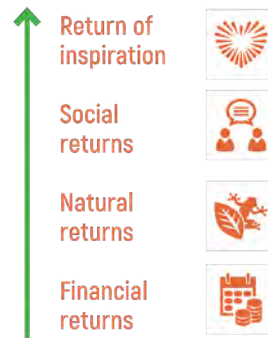 Return of
inspiration
Social
returns
Natural
returns
Financial
returns